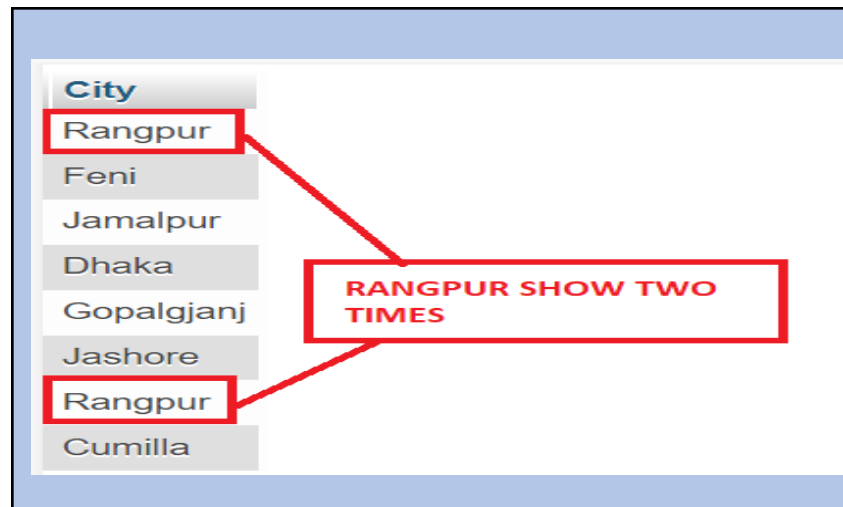 City
Rangpur
Feni
Jamalpur
Dhaka
Gopalgjanj
Jashore
Rangpur
Cumilla
RANGPUR SHOW TWO
TIMES